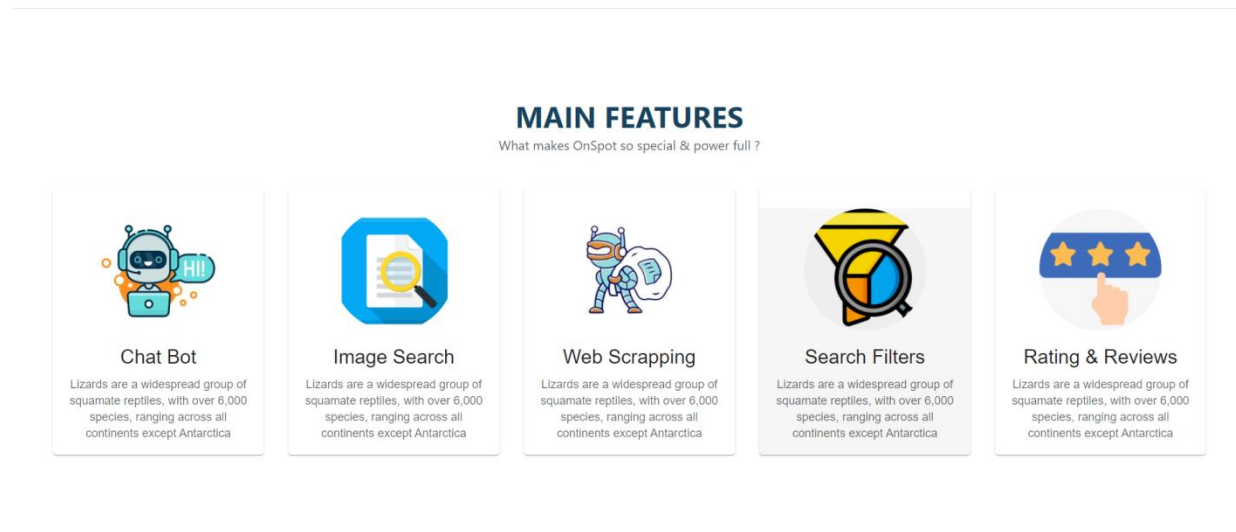 MAIN FEATURES
What makes OnSpot so special & power full ?
HI!
Chat Bot
Lizards are a widespread group of
squamate reptiles, with over 6,000
species, ranging across all
continents except Antarctica
Image Search
Lizards are a widespread group of
squamate reptiles, with over 6,000
species, ranging across all
continents except Antarctica
Web Scrapping
Lizards are a widespread group of
squamate reptiles, with over 6,000
species, ranging across all
continents except Antarctica
Search Filters
Lizards are a widespread group of
squamate reptiles, with over 6,000
species, ranging across all
continents except Antarctica
Rating & Reviews
Lizards are a widespread group of
squamate reptiles, with over 6,000
species, ranging across all
continents except Antarctica